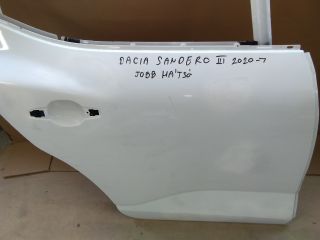 DACIA SANDERO III 2020-T
JOBB HÁTSÓ